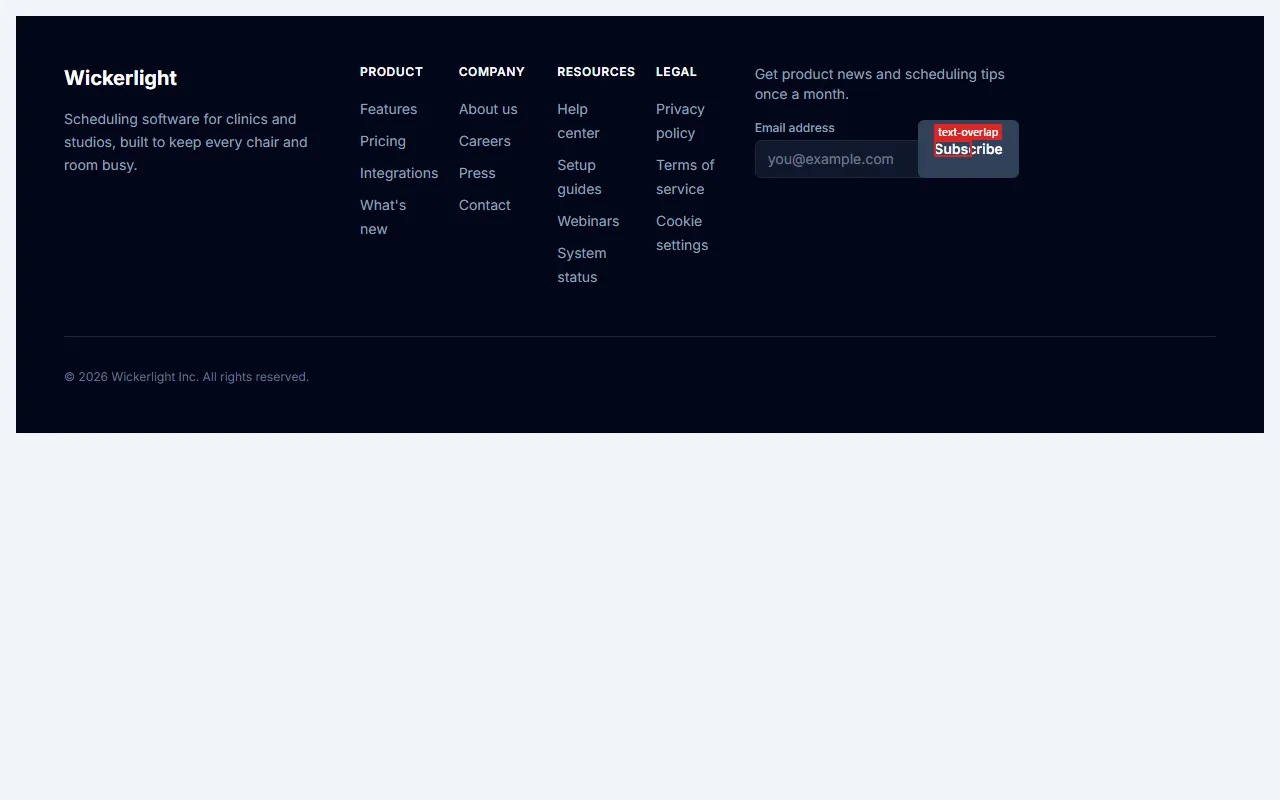 Wickerlight
Scheduling software for clinics and
studios, built to keep every chair and
room busy.
PRODUCT
Features
Pricing
Integrations
What's
new
COMPANY
About us
Careers
Press
Contact
RESOURCES
Help
center
Setup
guides
Webinars
System
status
LEGAL
Privacy
policy
Terms of
service
Cookie
settings
Get product news and scheduling tips
once a month.
Email address
you@example.com
text-overlap
Subscribe
© 2026 Wickerlight Inc. All rights reserved.